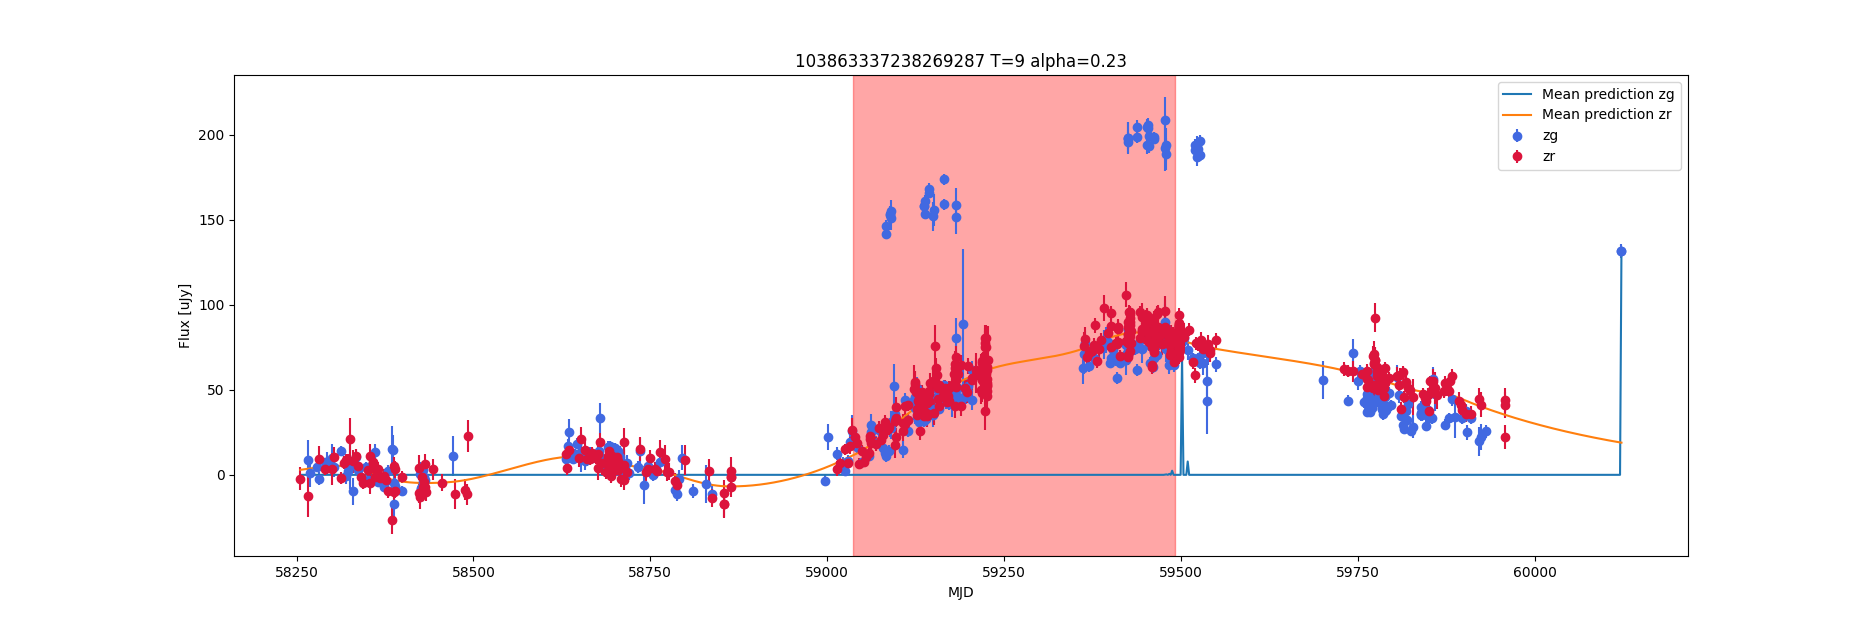 103863337238269287 T=9 alpha=0.23
Mean prediction zg
Mean prediction zr
zg
zr
200
150
100
50
0
Flux [uJy]
58250 58500 58750 59000 59250 59500 59750 60000
MJD